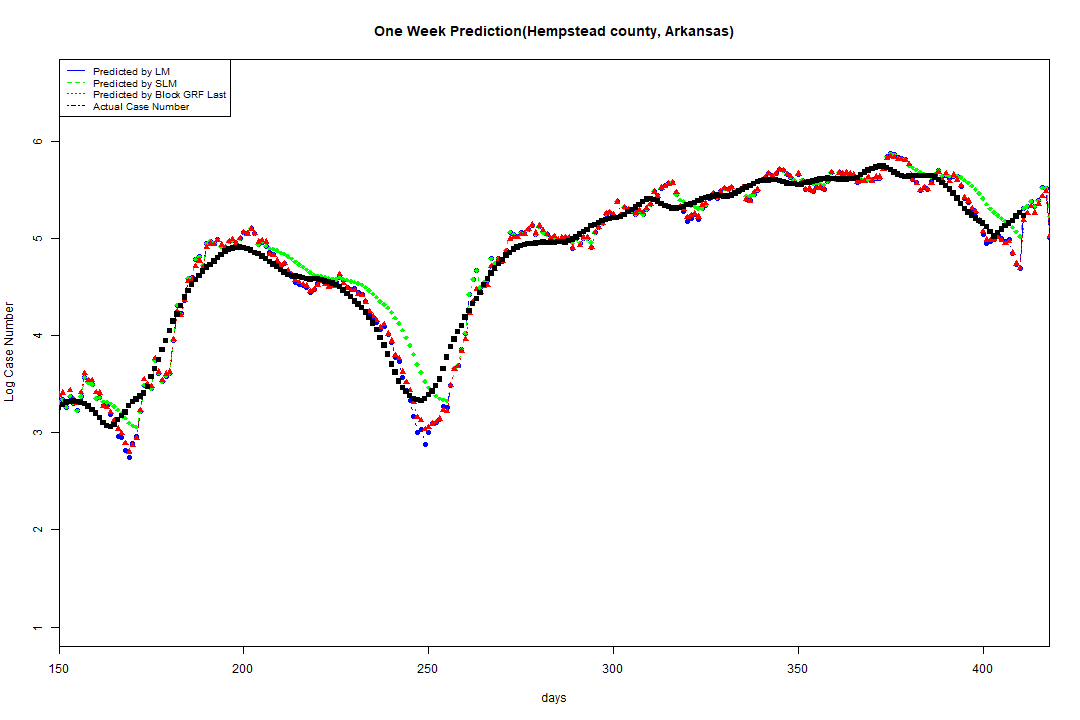 One Week Prediction(Hempstead county, Arkansas)
Predicted by LM
Predicted by SLM
Predicted by Block GRF Last
Actual Case Number
6
5
4
3
2
1
Log Case Number
150 200 250 300 350 400
days